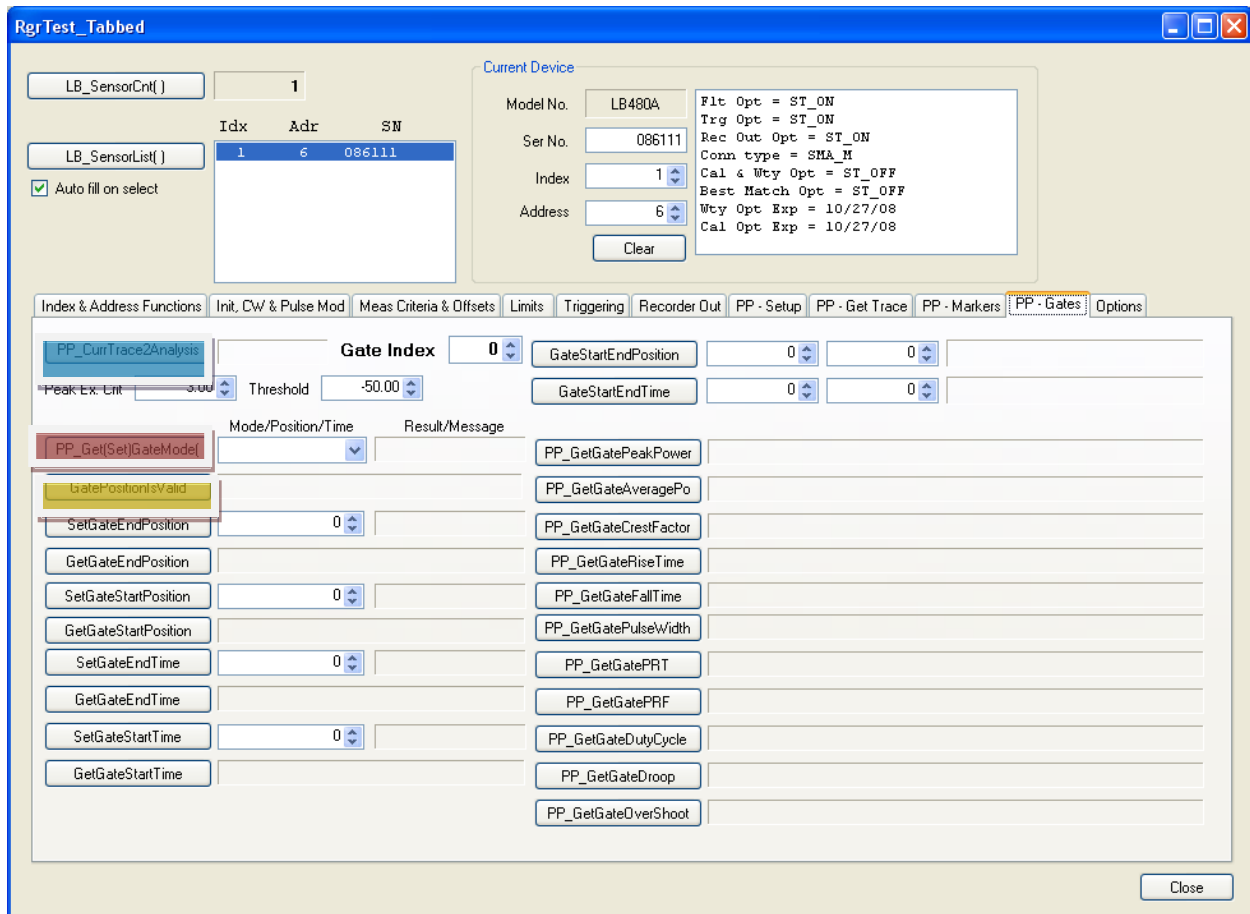 RgrTest_Tabbed
LB_SensorCnt( )
1
Idx Adr SN
LB_SensorList( )
1 6 086111
Auto fill on select
Current Device
Model No. LB480A
Ser No. 086111
Index 1
Address 6
Clear
Flt Opt = ST_ON
Trg Opt = ST_ON
Rec Out Opt = ST_ON
Conn type = SMA_M
Cal & Wty Opt = ST_OFF
Best Match Opt = ST_OFF
Wty Opt Exp = 10/27/08
Cal Opt Exp = 10/27/08
Index & Address Functions Init, CW & Pulse Mod Meas Criteria & Offsets Limits Triggering Recorder Out PP - Setup PP - Get Trace PP - Markers PP - Gates Options
PP_CurrTrace2Analysis Gate Index 0
GateStartEndPosition 0 0
Peak Ex. Crit 3.00 Threshold -50.00
GateStartEndTime 0 0
Mode/Position/Time Result/Message
PP_Get(Set)GateMode(
GatePositionIsValid
SetGateEndPosition 0
GetGateEndPosition
SetGateStartPosition 0
GetGateStartPosition
SetGateEndTime 0
GetGateEndTime
SetGateStartTime 0
GetGateStartTime
PP_GetGatePeakPower
PP_GetGateAveragePo
PP_GetGateCrestFactor
PP_GetGateRiseTime
PP_GetGateFallTime
PP_GetGatePulseWidth
PP_GetGatePRT
PP_GetGatePRF
PP_GetGateDutyCycle
PP_GetGateDroop
PP_GetGateOverShoot
Close